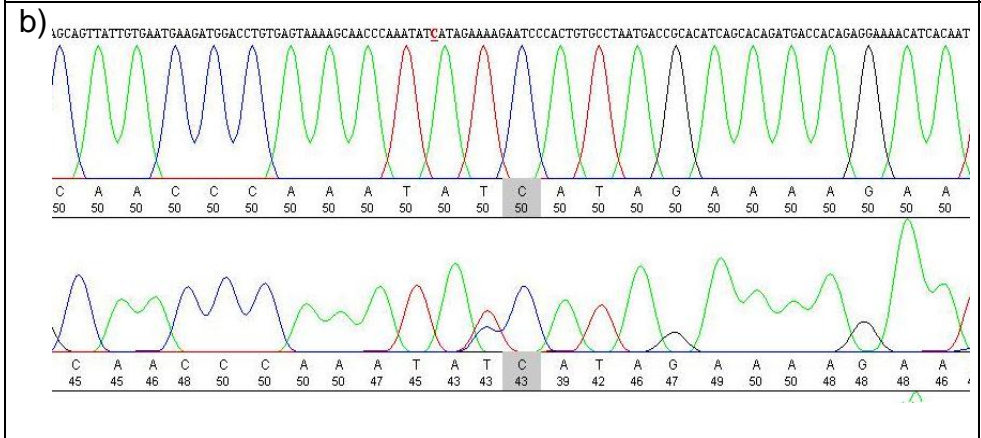 b)
AGCAGTTATTGTGAATGAAGATGGACCTGTGAGTAAAAGCAACCCAAATATCATAGAAAAGAATCCCACTGTGCCTAATGACCGCACATCAGCACAGATGACCACAGAGGAAAACATCACAAT
C A A C C C A A A T A T C A T A G A A A A G A A
50 50 50 50 50 50 50 50 50 50 50 50 50 50 50 50 50 50 50 50 50 50 50 50
C A A C C C A A A T A T C A T A G A A A A G A A
45 45 46 48 50 50 50 50 47 45 43 43 43 39 42 46 47 49 50 50 48 48 48 46